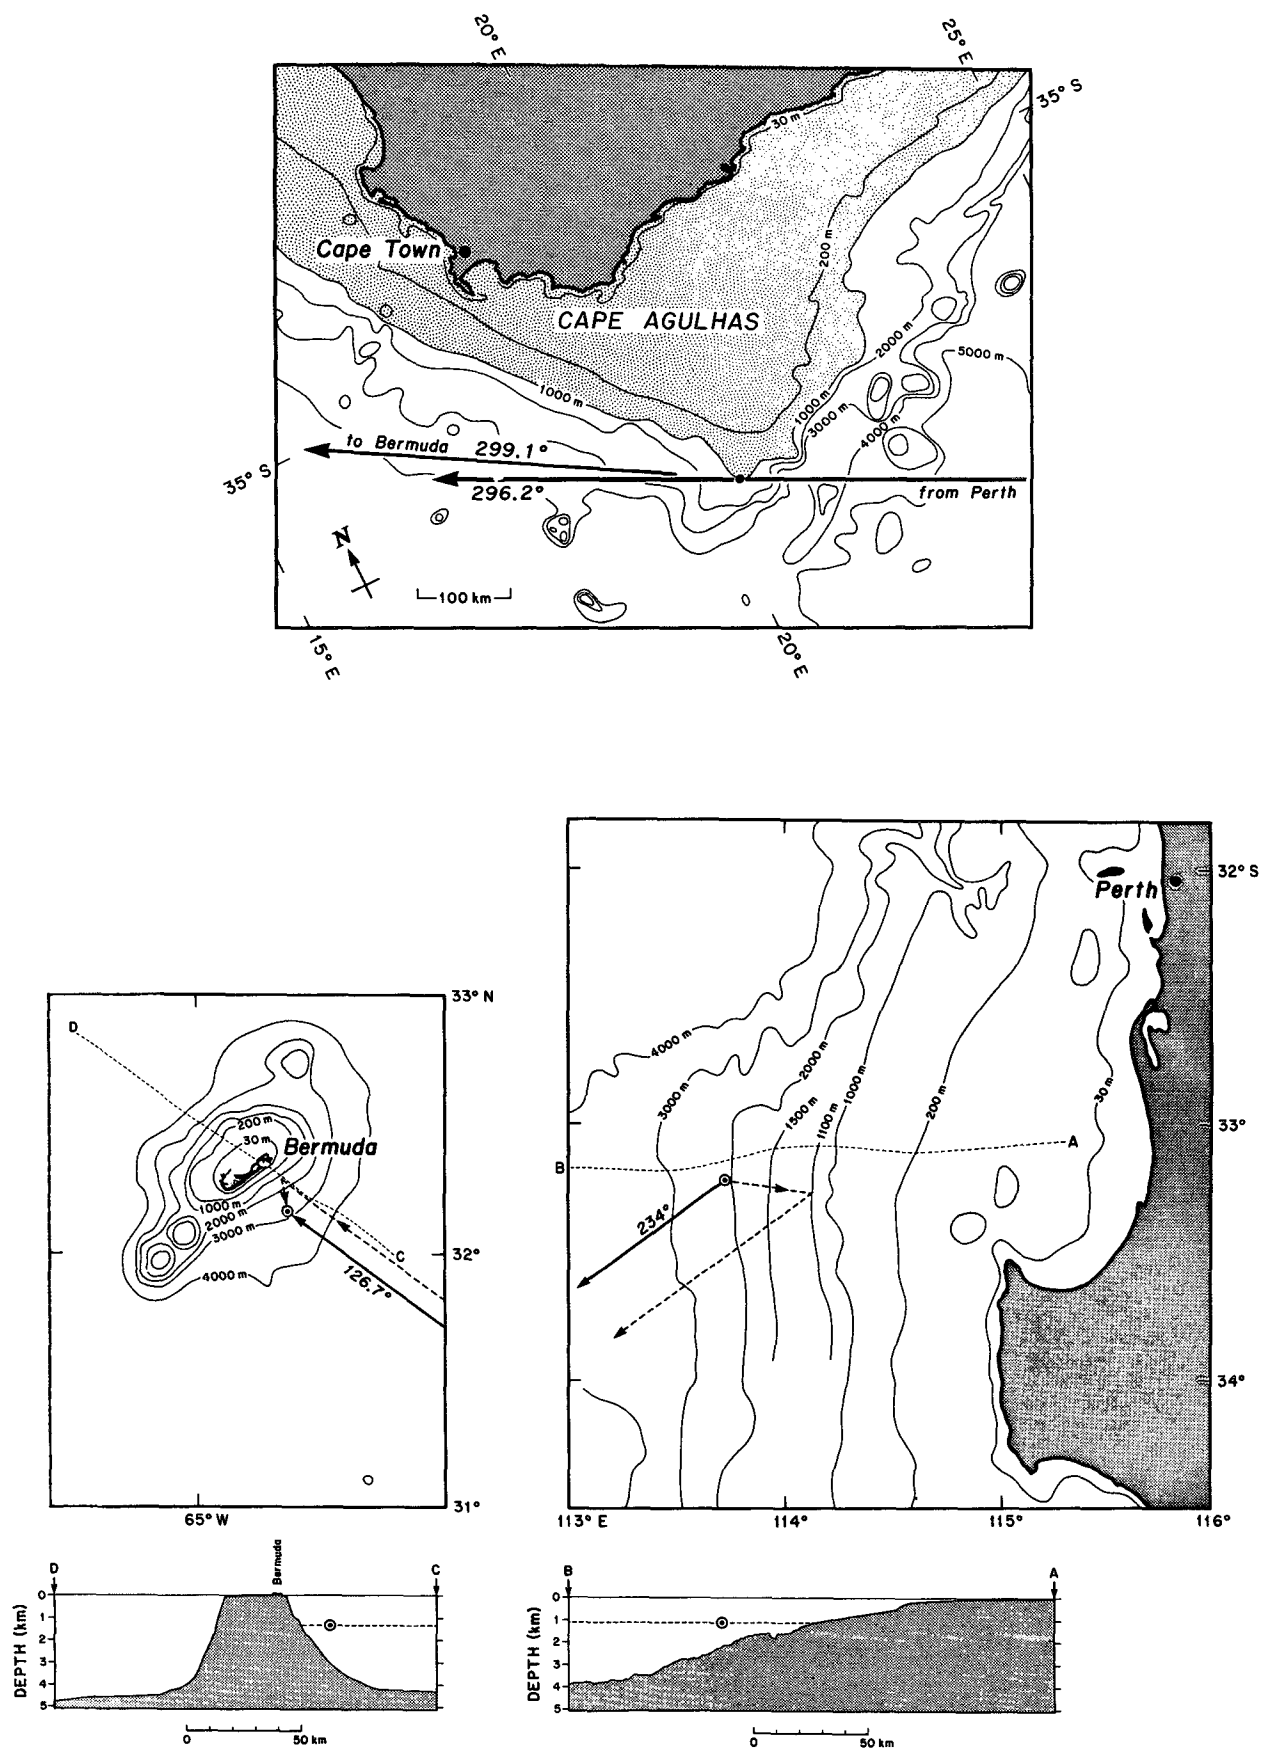 20° E
25° E
35° S
30 m
Cape Town
200 m
CAPE AGULHAS
2000 m
5000 m
1000 m
1000 m
3000 m
4000 m
to Bermuda 299.1°
35° S
296.2°
from Perth
N
100 km
15° E
20° E
32° S
Perth
33° N
D
4000 m
2000 m
3000 m
1500 m
1100 m
1000 m
200 m
30 m
33°
A
B
200 m
30 m
Bermuda
1000 m
2000 m
3000 m
4000 m
C
32°
126.7°
234°
34°
65° W
31°
113° E
114°
115°
116°
D
Bermuda
C
B
A
DEPTH (km)
0
1
2
3
4
5
DEPTH (km)
0
1
2
3
4
5
0
50 km
0
50 km